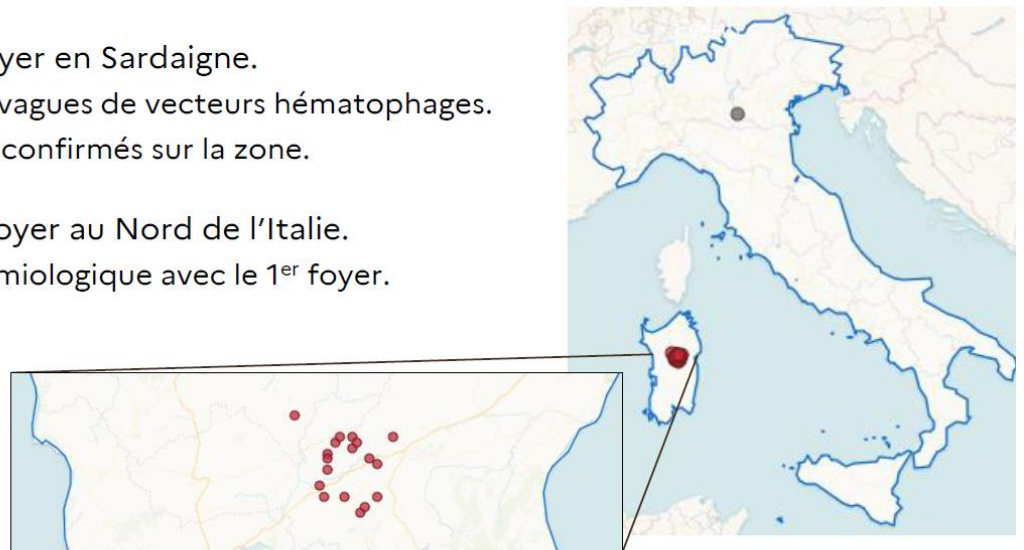 yer en Sardaigne.
vagues de vecteurs hématophages.
confirmés sur la zone.
oyer au Nord de l'Italie.
miologique avec le 1er foyer.